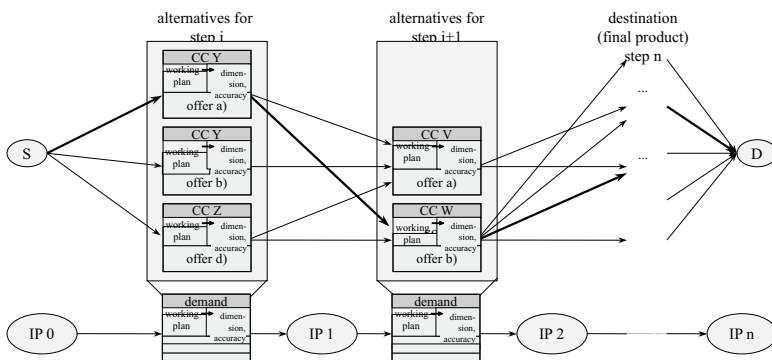 alternatives for
step i
alternatives for
step i+1
destination
(final product)
step n
CC Y
working
plan
dimen-
sion,
accuracy
offer a)
...
...
S
CC Y
working
plan
dimen-
sion,
accuracy
offer b)
CC V
working
plan
dimen-
sion,
accuracy
offer a)
D
CC Z
working
plan
dimen-
sion,
accuracy
offer d)
CC W
working
plan
dimen-
sion,
accuracy
offer b)
IP 0
demand
working
plan
dimen-
sion,
accuracy
IP 1
demand
working
plan
dimen-
sion,
accuracy
IP 2
IP n